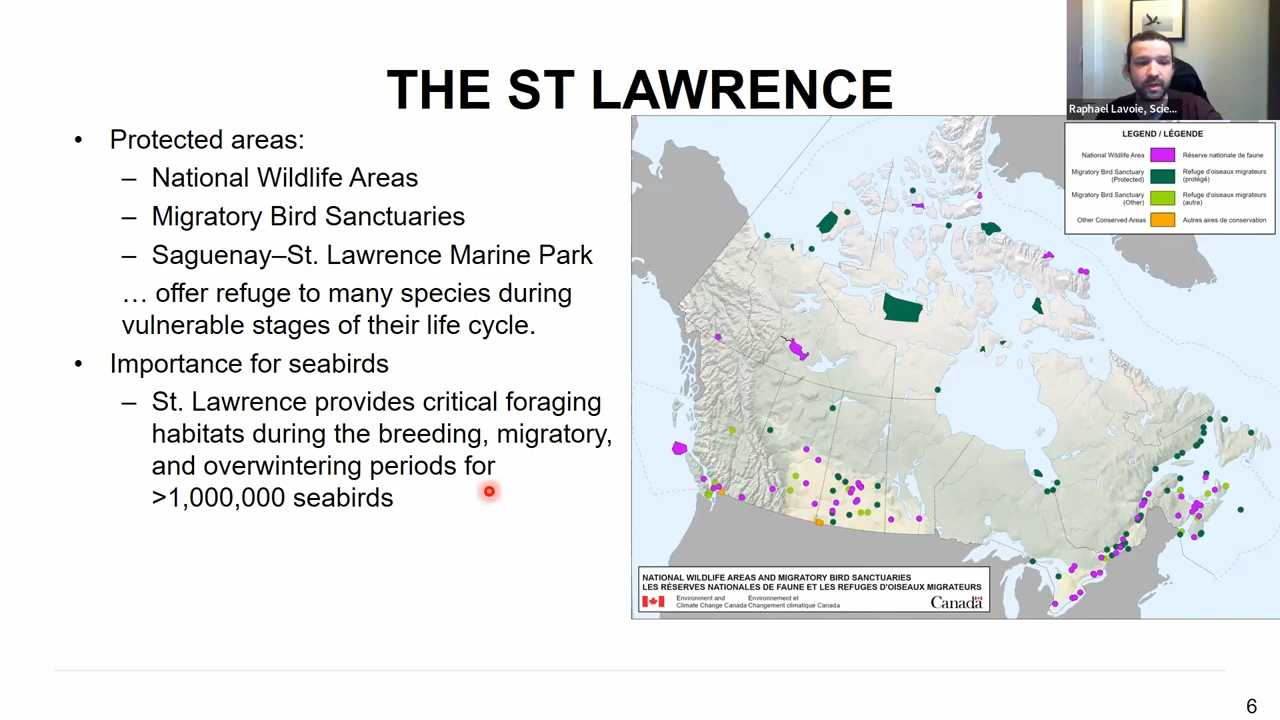 THE ST LAWRENCE
• Protected areas:
– National Wildlife Areas
– Migratory Bird Sanctuaries
– Saguenay–St. Lawrence Marine Park
… offer refuge to many species during
vulnerable stages of their life cycle.
• Importance for seabirds
– St. Lawrence provides critical foraging
habitats during the breeding, migratory,
and overwintering periods for
>1,000,000 seabirds
Raphael Lavoie, Scie...
LEGEND / LÉGENDE
National Wildlife Area Réserve nationale de faune
Migratory Bird Sanctuary Refuge d'oiseaux migrateurs
(Protected) (protégé)
Migratory Bird Sanctuary Refuge d'oiseaux migrateurs
(Other) (autre)
Other Conserved Areas Autres aires de conservation
NATIONAL WILDLIFE AREAS AND MIGRATORY BIRD SANCTUARIES
LES RÉSERVES NATIONALES DE FAUNE ET LES REFUGES D'OISEAUX MIGRATEURS
Environment and Environnement et
Climate Change Canada Changement climatique Canada
Canada
6